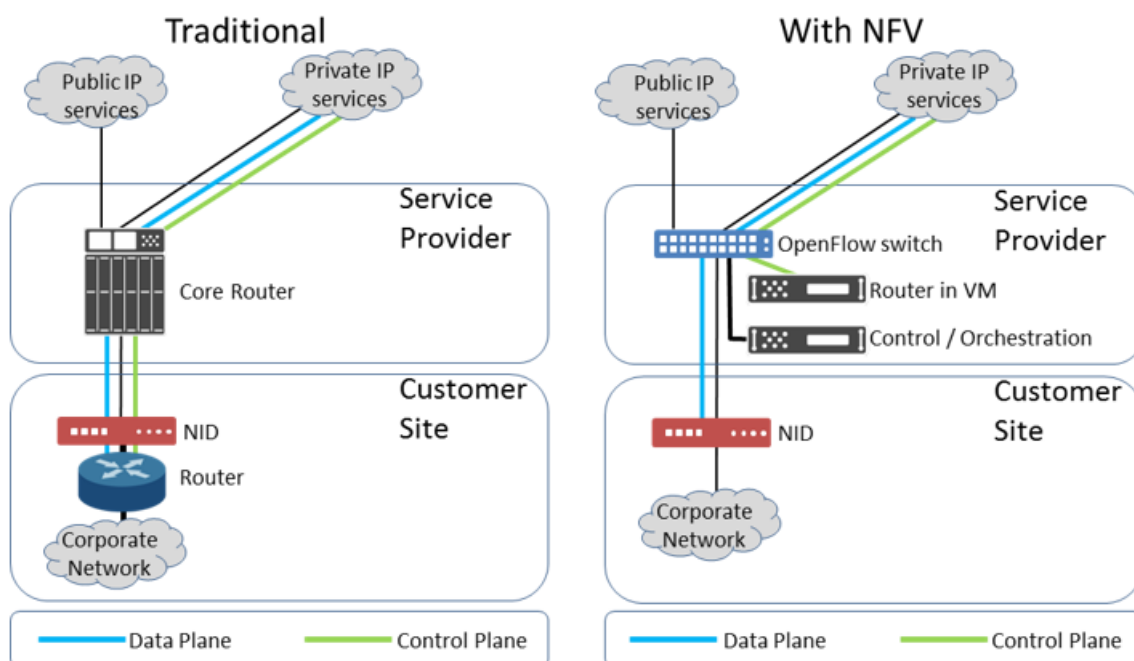 Traditional
Public IP
services
Private IP
services
Service
Provider
Core Router
Customer
Site
NID
Router
Corporate
Network
Data Plane
Control Plane
With NFV
Public IP
services
Private IP
services
Service
Provider
OpenFlow switch
Router in VM
Control / Orchestration
Customer
Site
NID
Corporate
Network
Data Plane
Control Plane